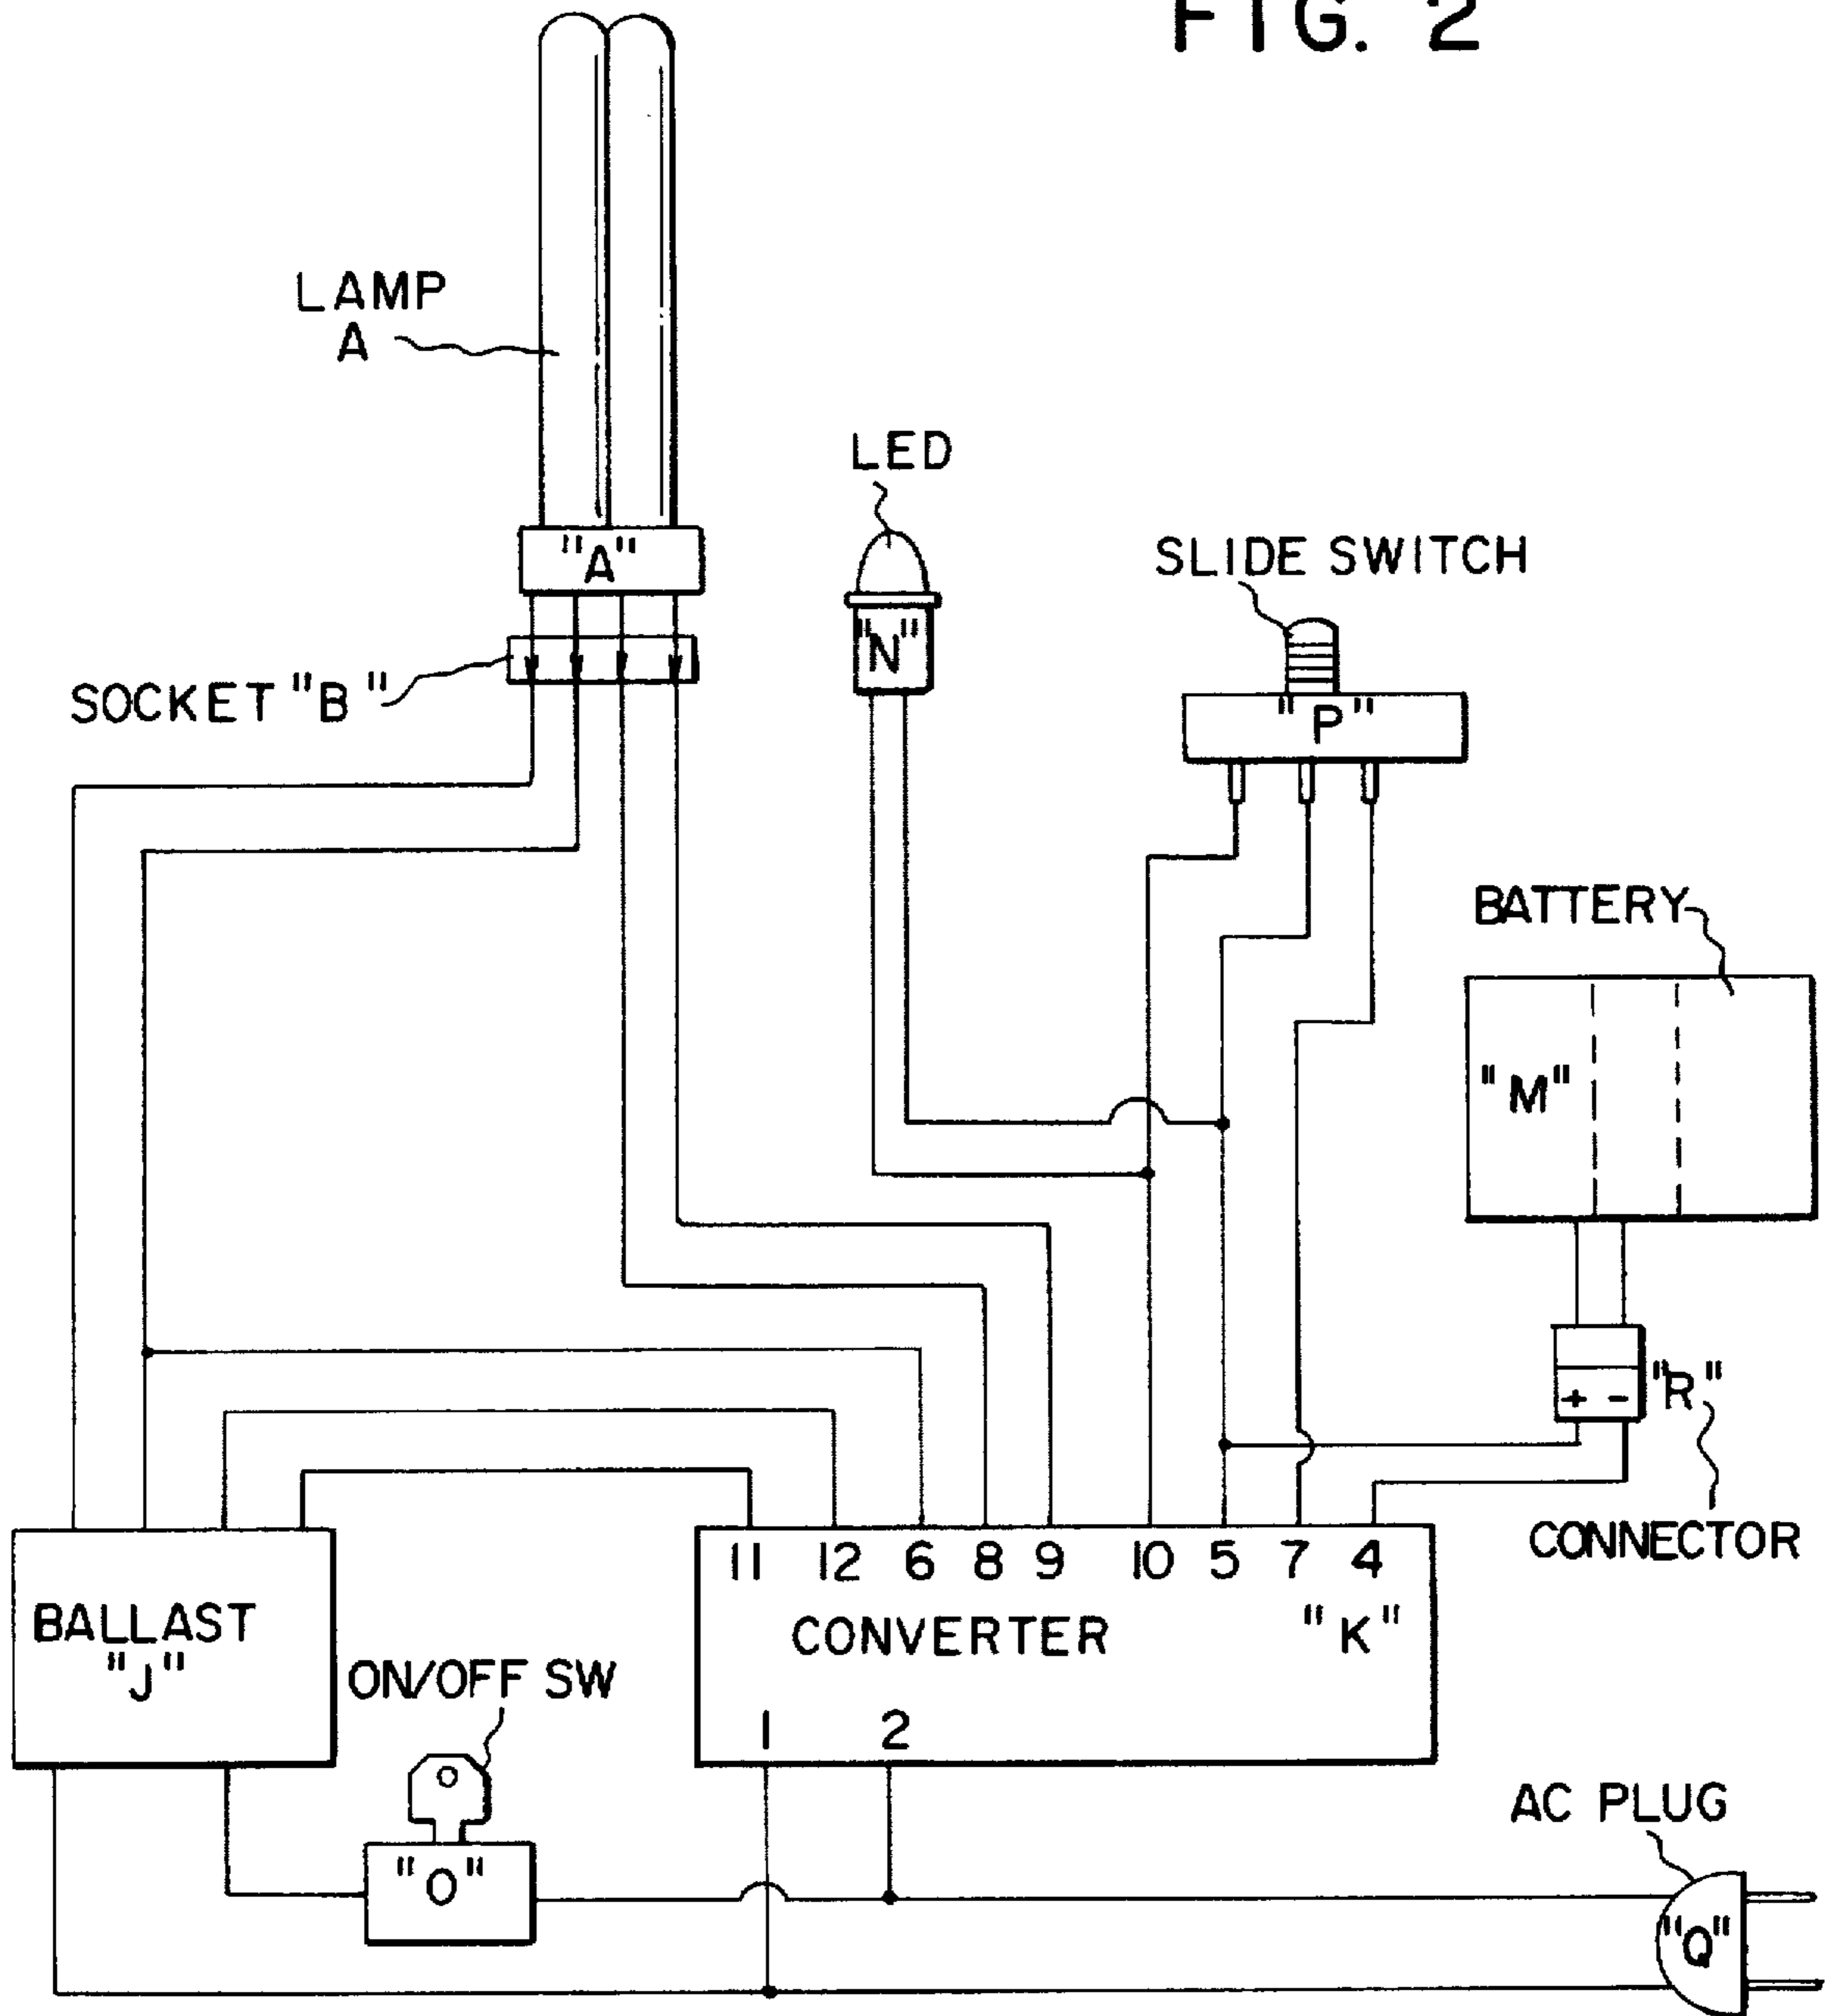 FIG. 2
LAMP
A
LED
"A"
SLIDE SWITCH
"N"
SOCKET "B"
"P"
BATTERY
"M"
"R"
+ -
CONNECTOR
11 12 6 8 9 10 5 7 4
BALLAST
"J"
CONVERTER "K"
ON/OFF SW
1 2
AC PLUG
"O"
"Q"